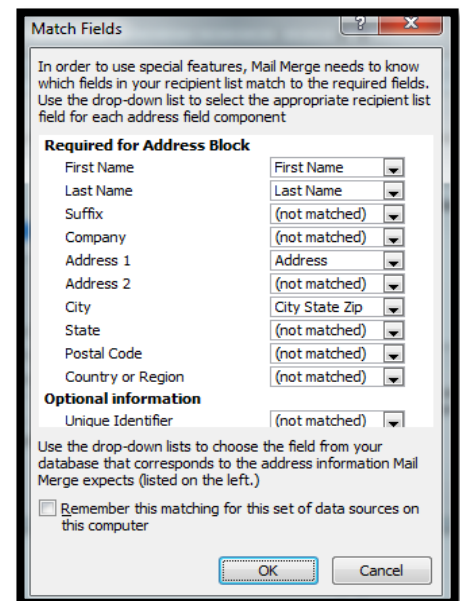 Match Fields
In order to use special features, Mail Merge needs to know
which fields in your recipient list match to the required fields.
Use the drop-down list to select the appropriate recipient list
field for each address field component
Required for Address Block
First Name First Name
Last Name Last Name
Suffix (not matched)
Company (not matched)
Address 1 Address
Address 2 (not matched)
City City State Zip
State (not matched)
Postal Code (not matched)
Country or Region (not matched)
Optional information
Unique Identifier (not matched)
Use the drop-down lists to choose the field from your
database that corresponds to the address information Mail
Merge expects (listed on the left.)
Remember this matching for this set of data sources on
this computer
OK Cancel